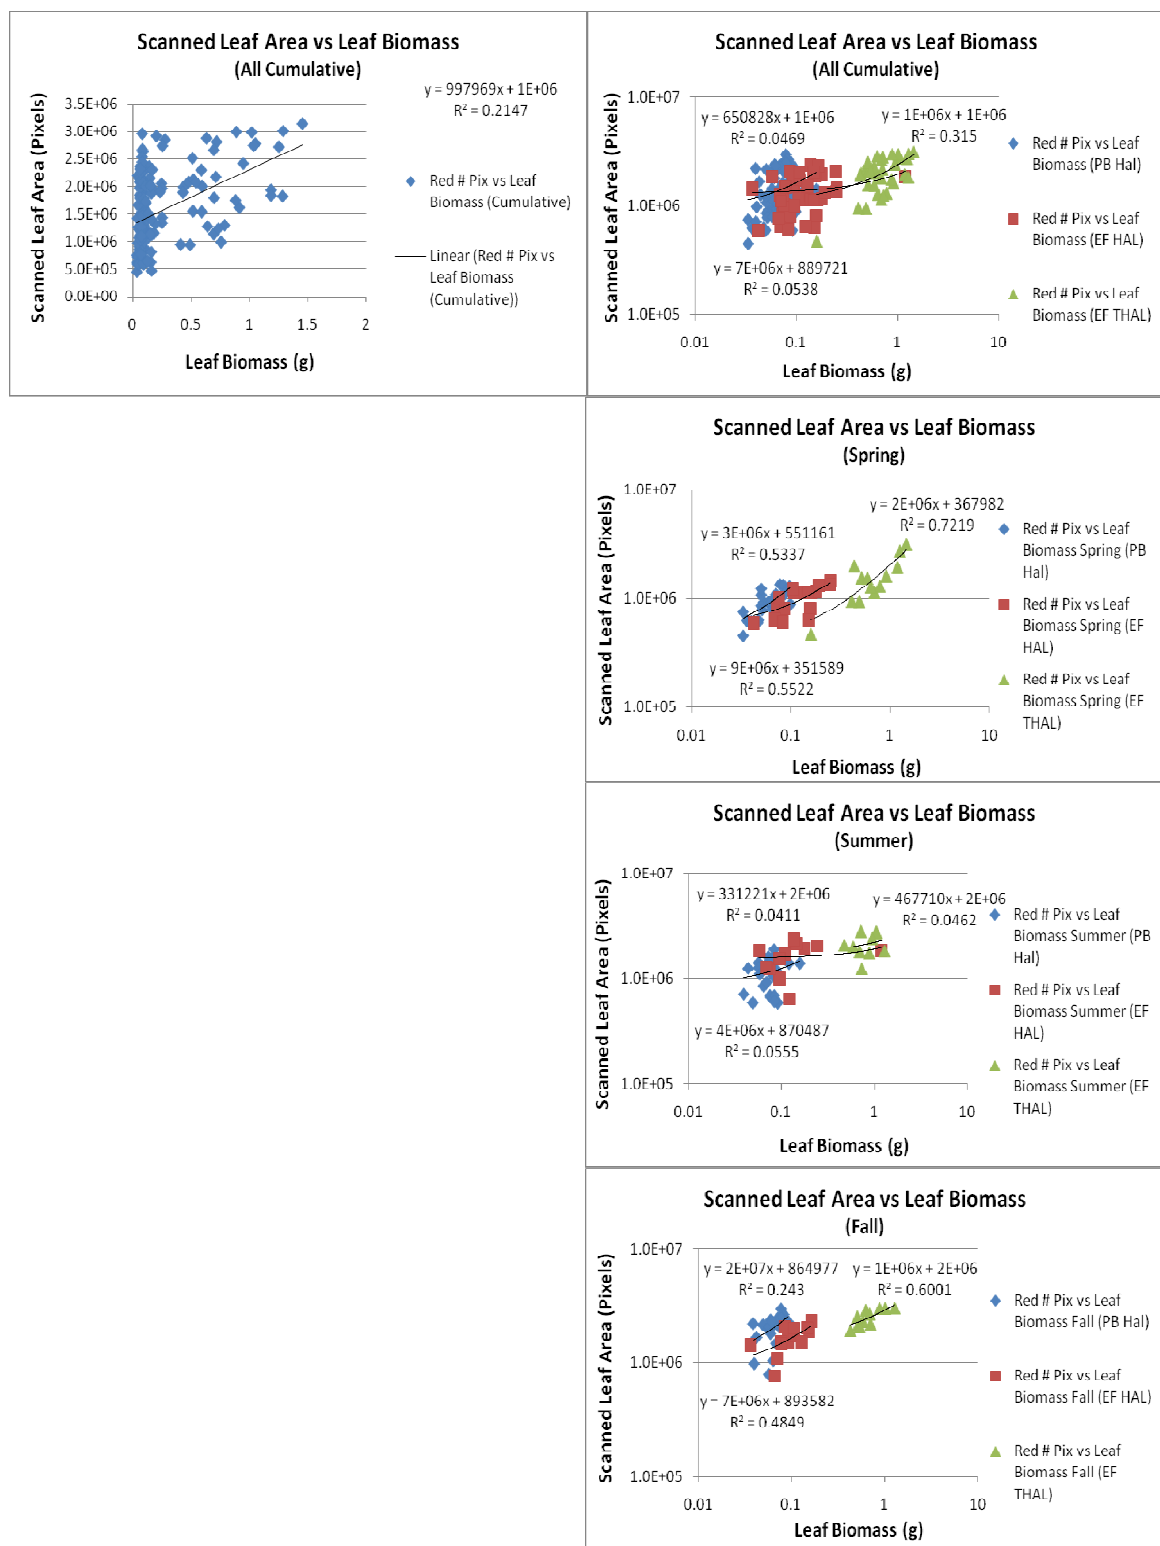 Scanned Leaf Area vs Leaf Biomass
(All Cumulative)
y = 997969x + 1E+06
R² = 0.2147
Scanned Leaf Area (Pixels)
3.5E+06
3.0E+06
2.5E+06
2.0E+06
1.5E+06
1.0E+06
5.0E+05
0.0E+00
0 0.5 1 1.5 2
Leaf Biomass (g)
Red # Pix vs Leaf
Biomass (Cumulative)
Linear (Red # Pix vs
Leaf Biomass
(Cumulative))
Scanned Leaf Area vs Leaf Biomass
(All Cumulative)
Scanned Leaf Area (Pixels)
1.0E+07
1.0E+06
1.0E+05
y = 650828x + 1E+06
R² = 0.0469
y = 1E+06x + 1E+06
R² = 0.315
y = 7E+06x + 889721
R² = 0.0538
0.01 0.1 1 10
Leaf Biomass (g)
Red # Pix vs Leaf
Biomass (PB Hal)
Red # Pix vs Leaf
Biomass (EF HAL)
Red # Pix vs Leaf
Biomass (EF THAL)
Scanned Leaf Area vs Leaf Biomass
(Spring)
Scanned Leaf Area (Pixels)
1.0E+07
1.0E+06
1.0E+05
y = 3E+06x + 551161
R² = 0.5337
y = 2E+06x + 367982
R² = 0.7219
y = 9E+06x + 351589
R² = 0.5522
0.01 0.1 1 10
Leaf Biomass (g)
Red # Pix vs Leaf
Biomass Spring (PB
Hal)
Red # Pix vs Leaf
Biomass Spring (EF
HAL)
Red # Pix vs Leaf
Biomass Spring (EF
THAL)
Scanned Leaf Area vs Leaf Biomass
(Summer)
Scanned Leaf Area (Pixels)
1.0E+07
1.0E+06
1.0E+05
y = 331221x + 2E+06
R² = 0.0411
y = 467710x + 2E+06
R² = 0.0462
y = 4E+06x + 870487
R² = 0.0555
0.01 0.1 1 10
Leaf Biomass (g)
Red # Pix vs Leaf
Biomass Summer (PB
Hal)
Red # Pix vs Leaf
Biomass Summer (EF
HAL)
Red # Pix vs Leaf
Biomass Summer (EF
THAL)
Scanned Leaf Area vs Leaf Biomass
(Fall)
Scanned Leaf Area (Pixels)
1.0E+07
1.0E+06
1.0E+05
y = 2E+07x + 864977
R² = 0.243
y = 1E+06x + 2E+06
R² = 0.6001
y = 7E+06x + 893582
R² = 0.4849
0.01 0.1 1 10
Leaf Biomass (g)
Red # Pix vs Leaf
Biomass Fall (PB Hal)
Red # Pix vs Leaf
Biomass Fall (EF HAL)
Red # Pix vs Leaf
Biomass Fall (EF
THAL)